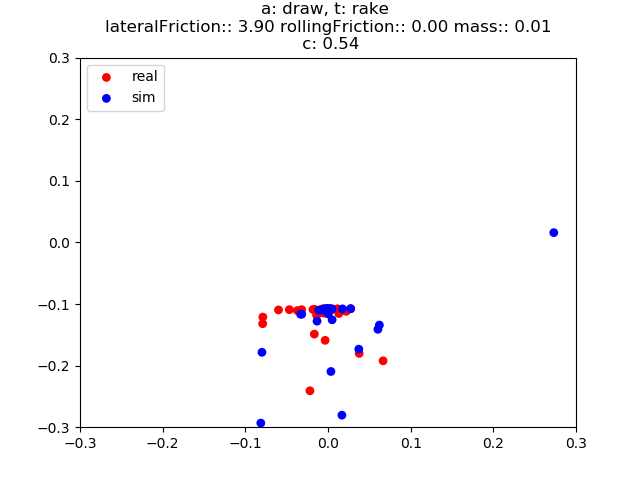 a: draw, t: rake
lateralFriction:: 3.90 rollingFriction:: 0.00 mass:: 0.01
c: 0.54
real
sim
0.3
0.2
0.1
0.0
−0.1
−0.2
−0.3
−0.3
−0.2
−0.1
0.0
0.1
0.2
0.3